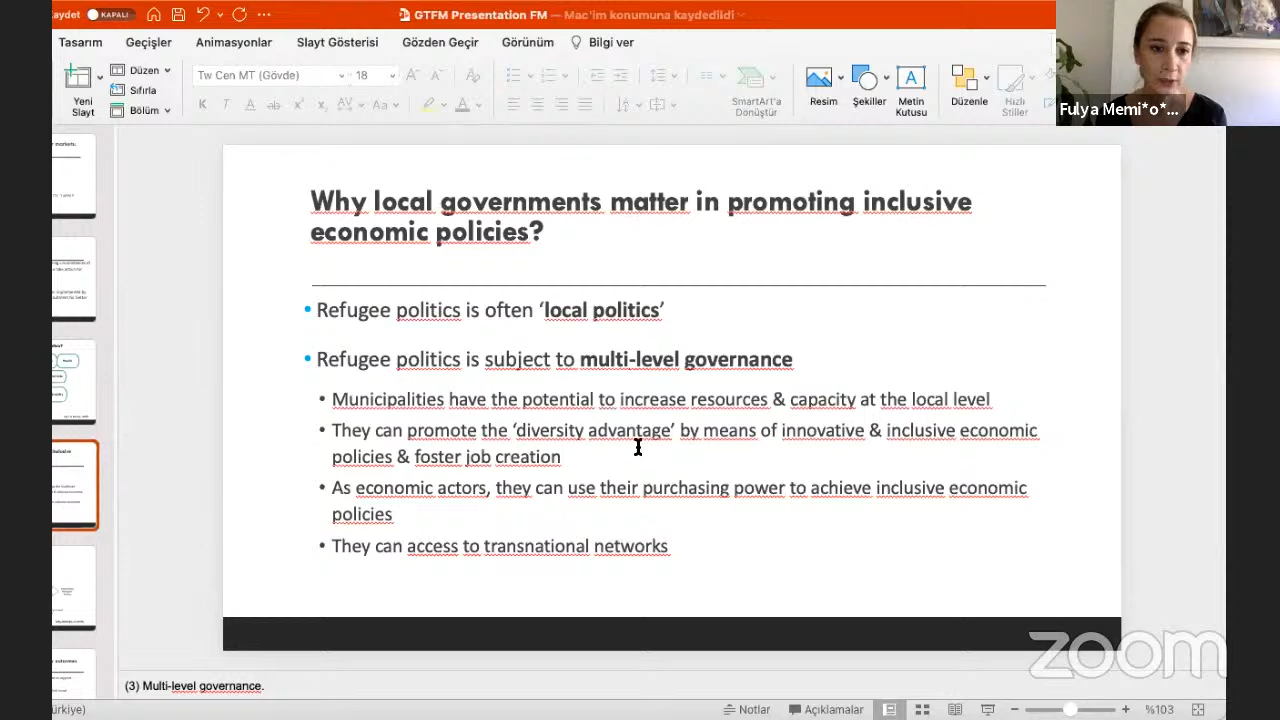 aydet KAPALI GTFM Presentation FM — Mac'im konumuna kaydedildi
Tasarım Geçişler Animasyonlar Slayt Gösterisi Gözden Geçir Görünüm Bilgi ver
Yeni Slayt
Düzen
Sıfırla
Bölüm
Tw Cen MT (Gövde) 18
SmartArt'a Dönüştür
Resim
Şekiller
Metin Kutusu
Düzenle
Hızlı Stiller
Fulya Memi*o*...
Why local governments matter in promoting inclusive
economic policies?
• Refugee politics is often ‘local politics’
• Refugee politics is subject to multi-level governance
• Municipalities have the potential to increase resources & capacity at the local level
• They can promote the ‘diversity advantage’ by means of innovative & inclusive economic
policies & foster job creation
• As economic actors, they can use their purchasing power to achieve inclusive economic
policies
• They can access to transnational networks
zoom
(3) Multi-level governance.
ürkiye) Notlar Açıklamalar %103